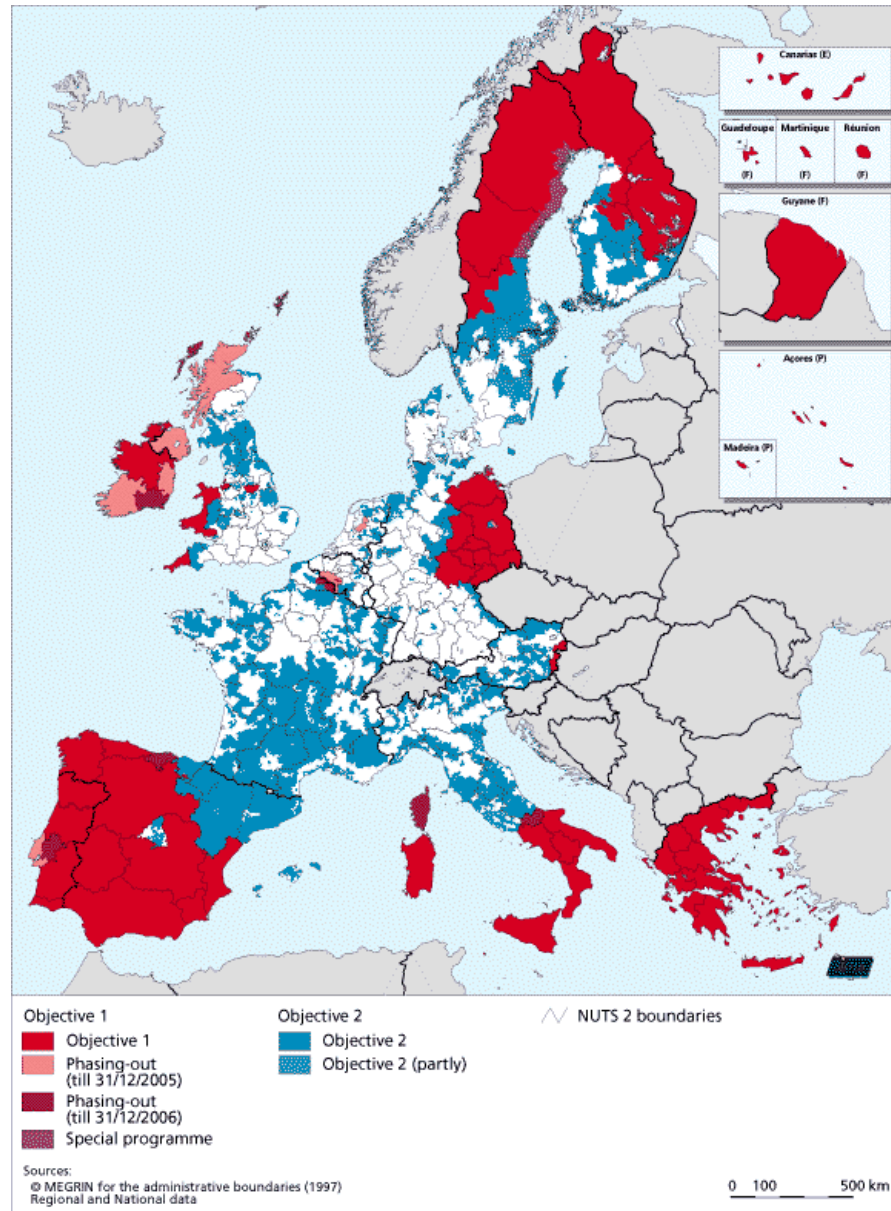 Canarias (E)
Guadeloupe
Martinique
Réunion
(F)
(F)
(F)
Guyane (F)
Açores (P)
Madeira (P)
Objective 1
Objective 1
Phasing-out
(till 31/12/2005)
Phasing-out
(till 31/12/2006)
Special programme
Objective 2
Objective 2
Objective 2 (partly)
NUTS 2 boundaries
Sources:
© MEGRIN for the administrative boundaries (1997)
Regional and National data
0 100 500 km